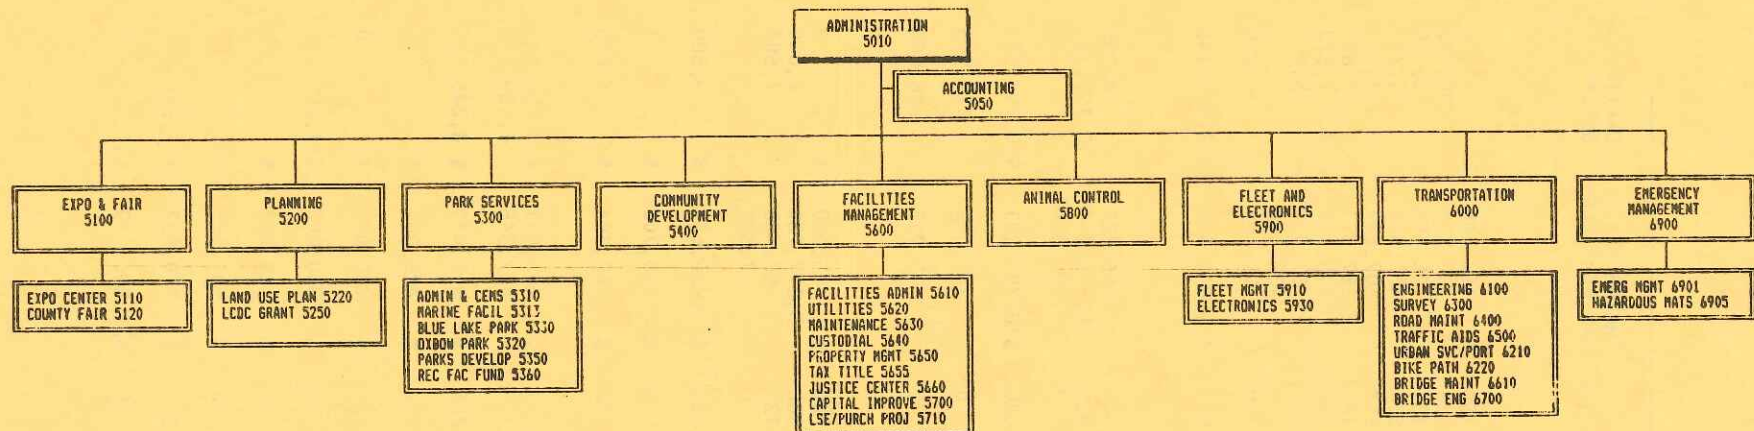 ADMINISTRATION
5010
ACCOUNTING
5050
EXPO & FAIR
5100
PLANNING
5200
PARK SERVICES
5300
COMMUNITY
DEVELOPMENT
5400
FACILITIES
MANAGEMENT
5600
ANIMAL CONTROL
5800
FLEET AND
ELECTRONICS
5900
TRANSPORTATION
6000
EMERGENCY
MANAGEMENT
6900
EXPO CENTER 5110
COUNTY FAIR 5120
LAND USE PLAN 5220
LCDC GRANT 5250
ADMIN & CEMS 5310
MARINE FACIL 5313
BLUE LAKE PARK 5330
OXBOW PARK 5320
PARKS DEVELOP 5350
REC FAC FUND 5360
FACILITIES ADMIN 5610
UTILITIES 5620
MAINTENANCE 5630
CUSTODIAL 5640
PROPERTY MGMT 5650
TAX TITLE 5655
JUSTICE CENTER 5660
CAPITAL IMPROVE 5700
LSE/PURCH PROJ 5710
FLEET MGMT 5910
ELECTRONICS 5930
ENGINEERING 6100
SURVEY 6300
ROAD MAINT 6400
TRAFFIC AIDS 6500
URBAN SVC/PORT 6210
BIKE PATH 6220
BRIDGE MAINT 6610
BRIDGE ENG 6700
EMERG MGMT 6901
HAZARDOUS MATS 6905